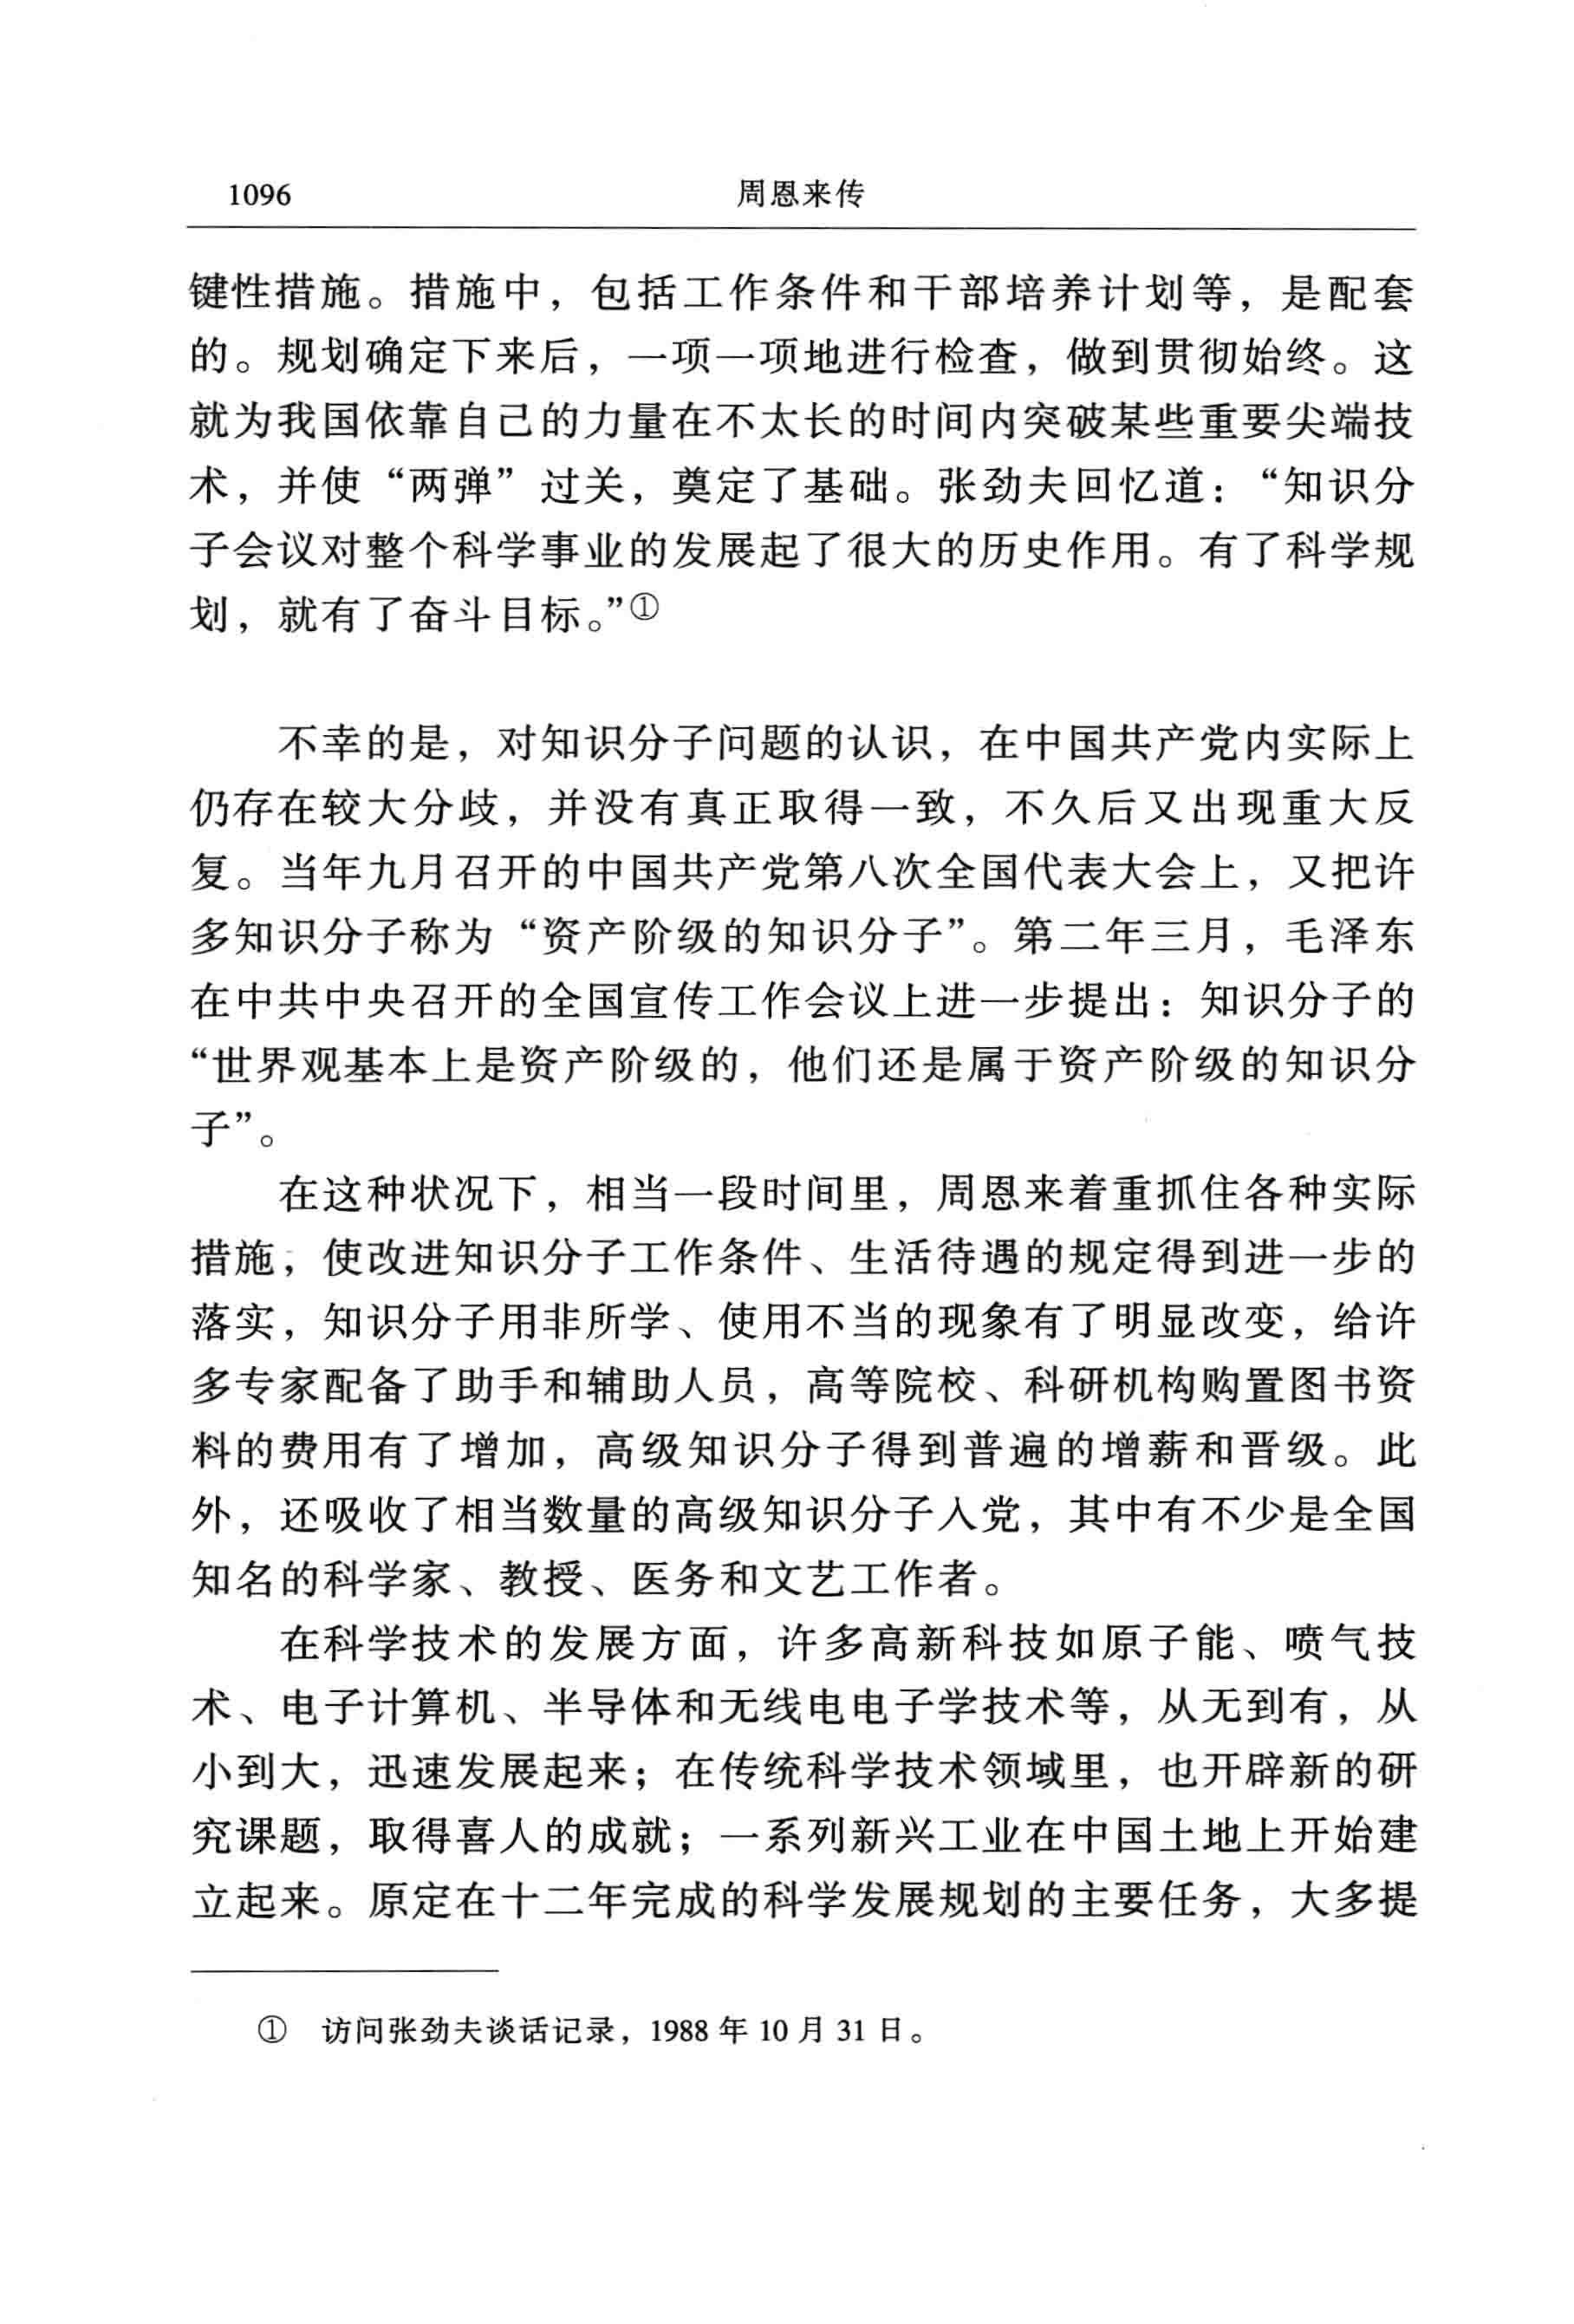 1096
周恩来传
键性措施。措施中，包括工作条件和干部培养计划等，是配套
的。规划确定下来后，一项一项地进行检查，做到贯彻始终。这
就为我国依靠自己的力量在不太长的时间内突破某些重要尖端技
术，并使“两弹”过关，奠定了基础。张劲夫回忆道：“知识分
子会议对整个科学事业的发展起了很大的历史作用。有了科学规
划，就有了奋斗目标。”①
不幸的是，对知识分子问题的认识，在中国共产党内实际上
仍存在较大分歧，并没有真正取得一致，不久后又出现重大反
复。当年九月召开的中国共产党第八次全国代表大会上，又把许
多知识分子称为“资产阶级的知识分子”。第二年三月，毛泽东
在中共中央召开的全国宣传工作会议上进一步提出：知识分子的
“世界观基本上是资产阶级的，他们还是属于资产阶级的知识分
子”。
在这种状况下，相当一段时间里，周恩来着重抓住各种实际
措施，使改进知识分子工作条件、生活待遇的规定得到进一步的
落实，知识分子用非所学、使用不当的现象有了明显改变，给许
多专家配备了助手和辅助人员，高等院校、科研机构购置图书资
料的费用有了增加，高级知识分子得到普遍的增薪和晋级。此
外，还吸收了相当数量的高级知识分子入党，其中有不少是全国
知名的科学家、教授、医务和文艺工作者。
在科学技术的发展方面，许多高新科技如原子能、喷气技
术、电子计算机、半导体和无线电电子学技术等，从无到有，从
小到大，迅速发展起来；在传统科学技术领域里，也开辟新的研
究课题，取得喜人的成就；一系列新兴工业在中国土地上开始建
立起来。原定在十二年完成的科学发展规划的主要任务，大多提
① 访问张劲夫谈话记录，1988 年 10 月 31 日。